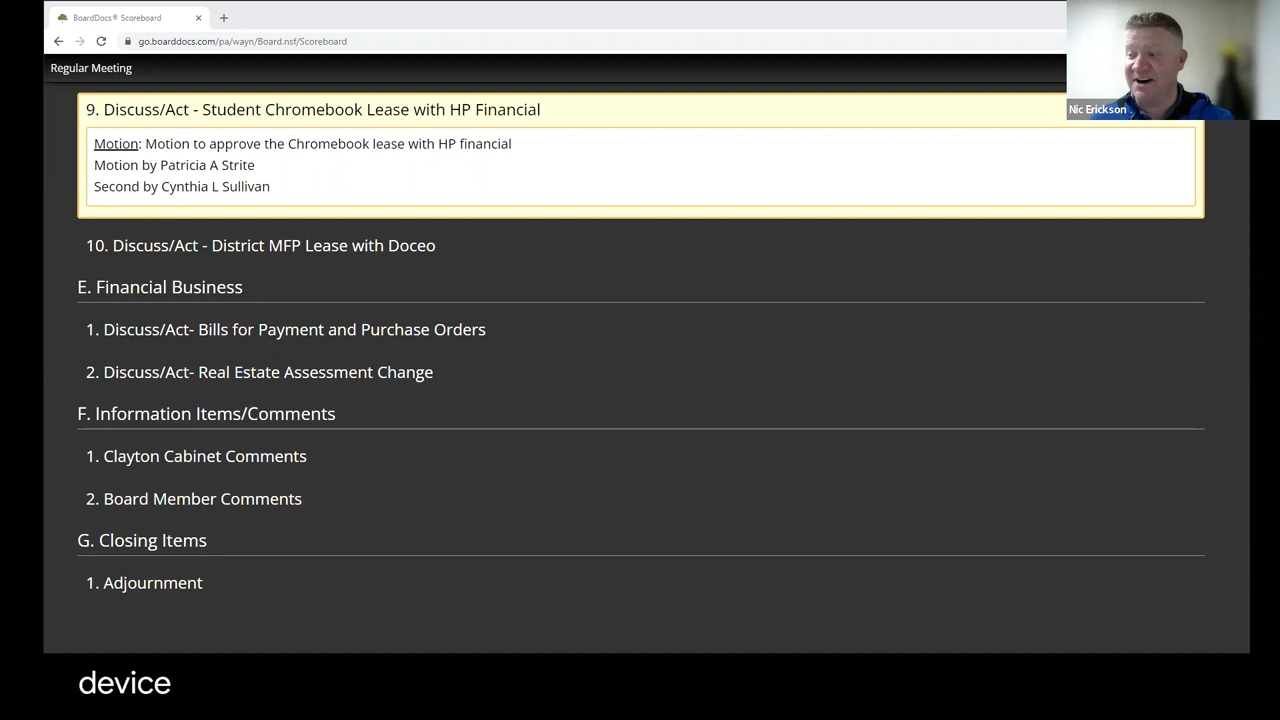 BoardDocs® Scoreboard
go.boarddocs.com/pa/wayn/Board.nsf/Scoreboard
Regular Meeting
Nic Erickson
9. Discuss/Act - Student Chromebook Lease with HP Financial
Motion: Motion to approve the Chromebook lease with HP financial
Motion by Patricia A Strite
Second by Cynthia L Sullivan
10. Discuss/Act - District MFP Lease with Doceo
E. Financial Business
1. Discuss/Act- Bills for Payment and Purchase Orders
2. Discuss/Act- Real Estate Assessment Change
F. Information Items/Comments
1. Clayton Cabinet Comments
2. Board Member Comments
G. Closing Items
1. Adjournment
device